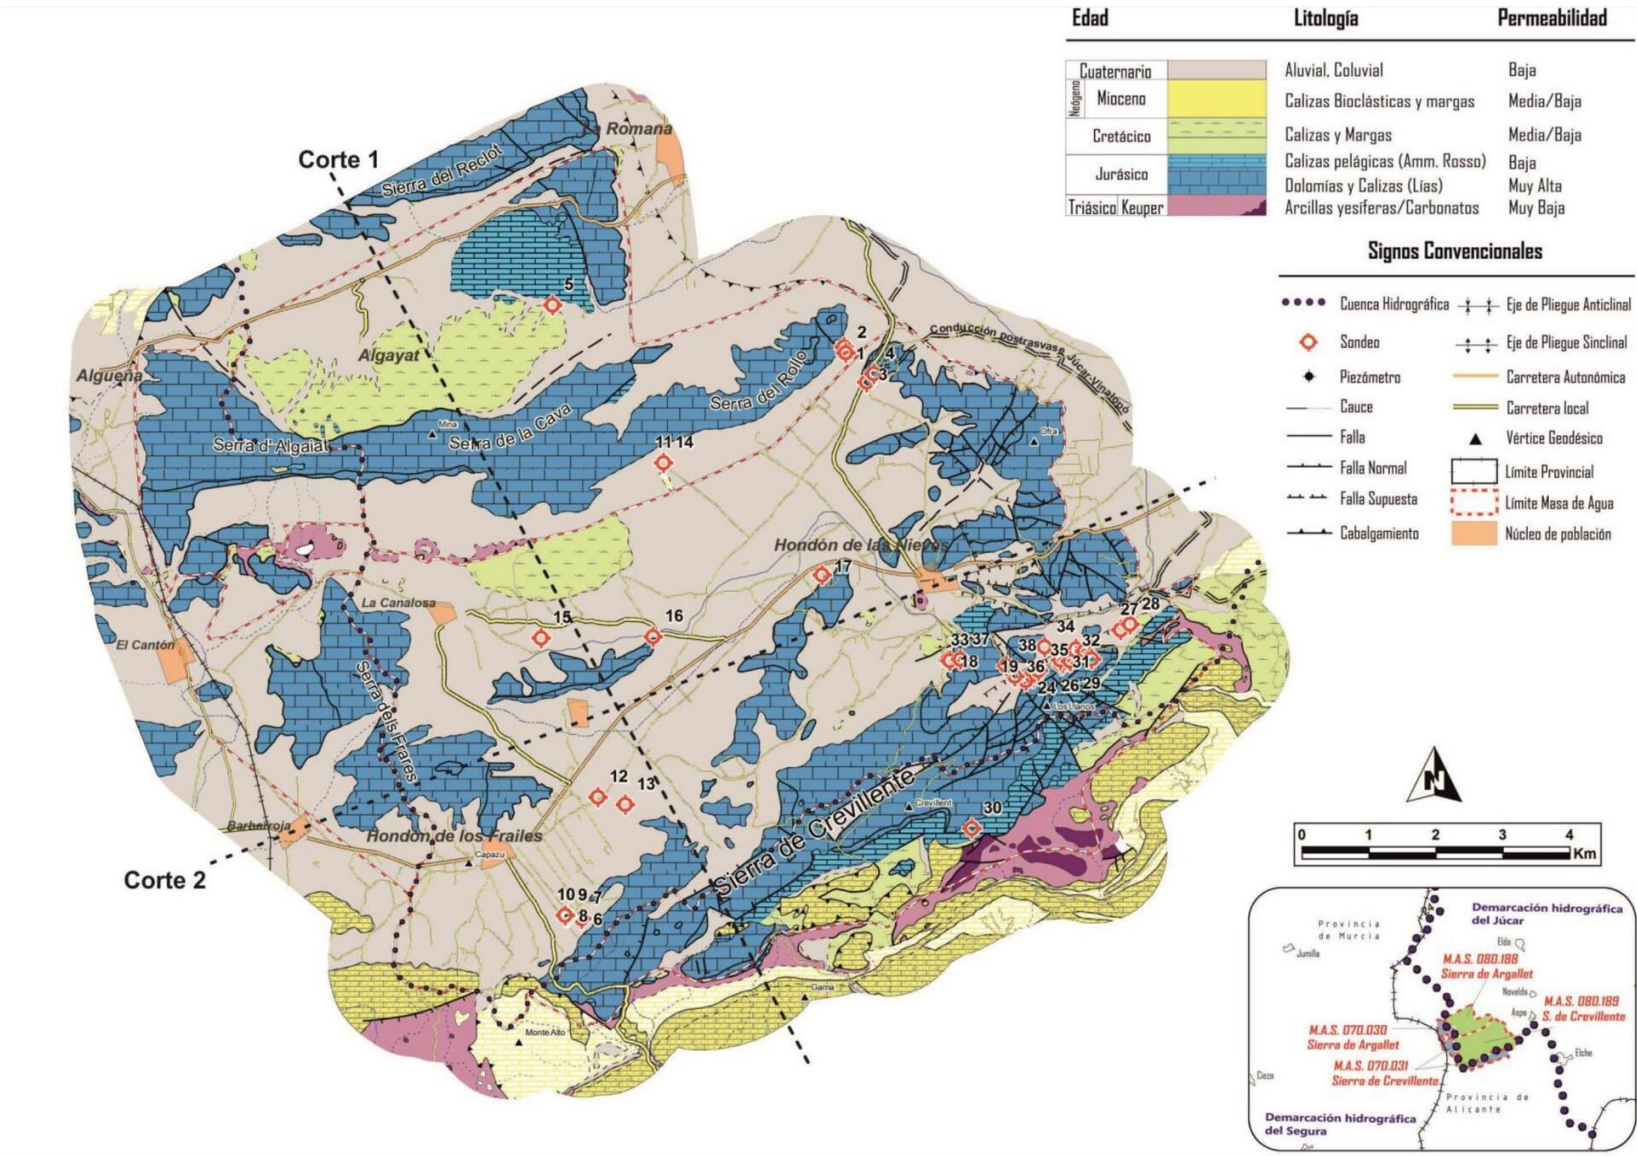 Edad Litología Permeabilidad
Cuaternario Aluvial, Coluvial Baja
Neógeno Mioceno Calizas Bioclásticas y margas Media/Baja
Cretácico Calizas y Margas Media/Baja
Jurásico Calizas pelágicas (Amm. Rosso) Baja
Dolomías y Calizas (Lías) Muy Alta
Triásico Keuper Arcillas yesíferas/Carbonatos Muy Baja
Signos Convencionales
Cuenca Hidrográfica Eje de Pliegue Anticlinal
Sondeo Eje de Pliegue Sinclinal
Piezómetro Carretera Autonómica
Cauce Carretera local
Falla Vértice Geodésico
Falla Normal Límite Provincial
Falla Supuesta Límite Masa de Agua
Cabalgamiento Núcleo de población
La Romana
Corte 1
Sierra del Reclot
5
Algayat
2
1
4
3
Conducción postrasvase Júcar-Vinalopó
Algueña
Serra del Rollo
Mina
Serra de la Cava
Serra d'Algaiat
11 14
Ofra
Hondón de las Nieves
17
La Canalosa
15
16
El Cantón
27 28
34
33 37
38
32
35
18
19
36
31
24 26 29
Los Llanos
Serra dels Frares
12
13
Sierra de Crevillente
Crevillent
30
Barbarroja
Hondón de los Frailes
Capazu
Corte 2
10 9 7
8 6
Gama
Monte Alto
N
0 1 2 3 4
Km
Demarcación hidrográfica
del Júcar
Provincia
de Murcia
Elda
Jumilla
M.A.S. 080.188
Sierra de Argallet
Novelda
M.A.S. 080.189
S. de Crevillente
Aspe
M.A.S. 070.030
Sierra de Argallet
Elche
M.A.S. 070.031
Sierra de Crevillente
Cieza
Provincia de
Alicante
Demarcación hidrográfica
del Segura